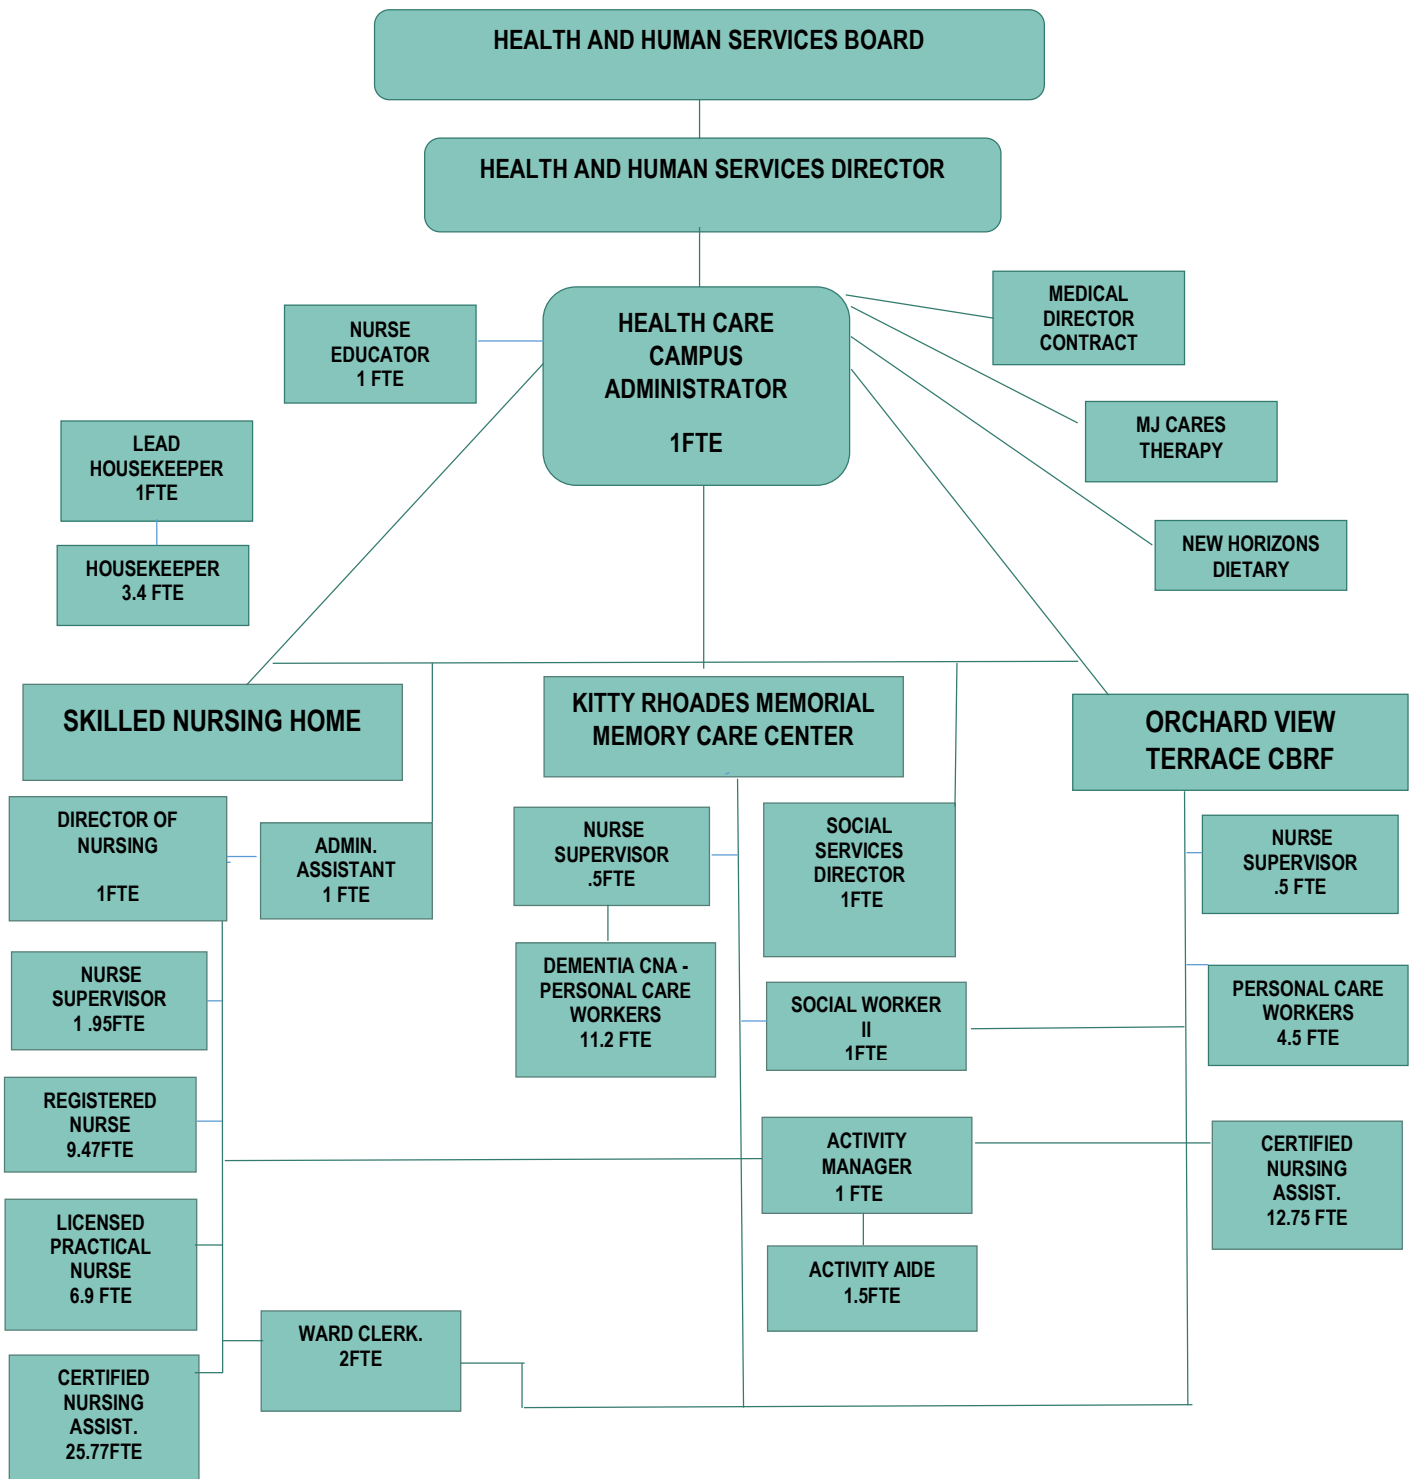 HEALTH AND HUMAN SERVICES BOARD
HEALTH AND HUMAN SERVICES DIRECTOR
HEALTH CARE
CAMPUS
ADMINISTRATOR
1FTE
NURSE
EDUCATOR
1 FTE
MEDICAL
DIRECTOR
CONTRACT
MJ CARES
THERAPY
NEW HORIZONS
DIETARY
LEAD
HOUSEKEEPER
1FTE
HOUSEKEEPER
3.4 FTE
SKILLED NURSING HOME
KITTY RHOADES MEMORIAL
MEMORY CARE CENTER
ORCHARD VIEW
TERRACE CBRF
DIRECTOR OF
NURSING
1FTE
ADMIN.
ASSISTANT
1 FTE
NURSE
SUPERVISOR
.5FTE
SOCIAL
SERVICES
DIRECTOR
1FTE
NURSE
SUPERVISOR
.5 FTE
NURSE
SUPERVISOR
1 .95FTE
DEMENTIA CNA -
PERSONAL CARE
WORKERS
11.2 FTE
SOCIAL WORKER
II
1FTE
PERSONAL CARE
WORKERS
4.5 FTE
REGISTERED
NURSE
9.47FTE
ACTIVITY
MANAGER
1 FTE
CERTIFIED
NURSING
ASSIST.
12.75 FTE
LICENSED
PRACTICAL
NURSE
6.9 FTE
ACTIVITY AIDE
1.5FTE
WARD CLERK.
2FTE
CERTIFIED
NURSING
ASSIST.
25.77FTE